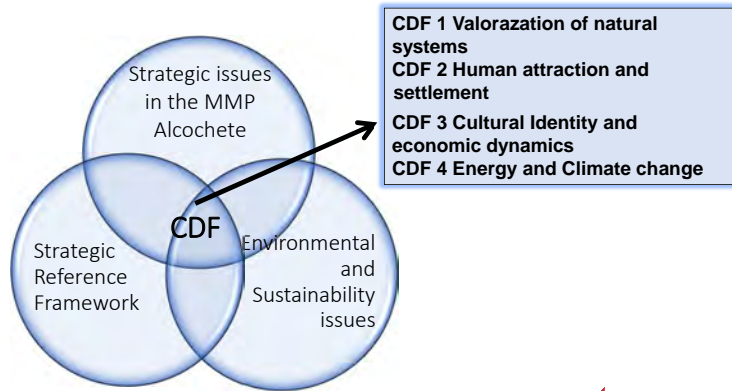 Strategic issues
in the MMP
Alcochete
CDF
Strategic
Reference
Framework
Environmental
and
Sustainability
issues
CDF 1 Valorazation of natural
systems
CDF 2 Human attraction and
settlement
CDF 3 Cultural Identity and
economic dynamics
CDF 4 Energy and Climate change